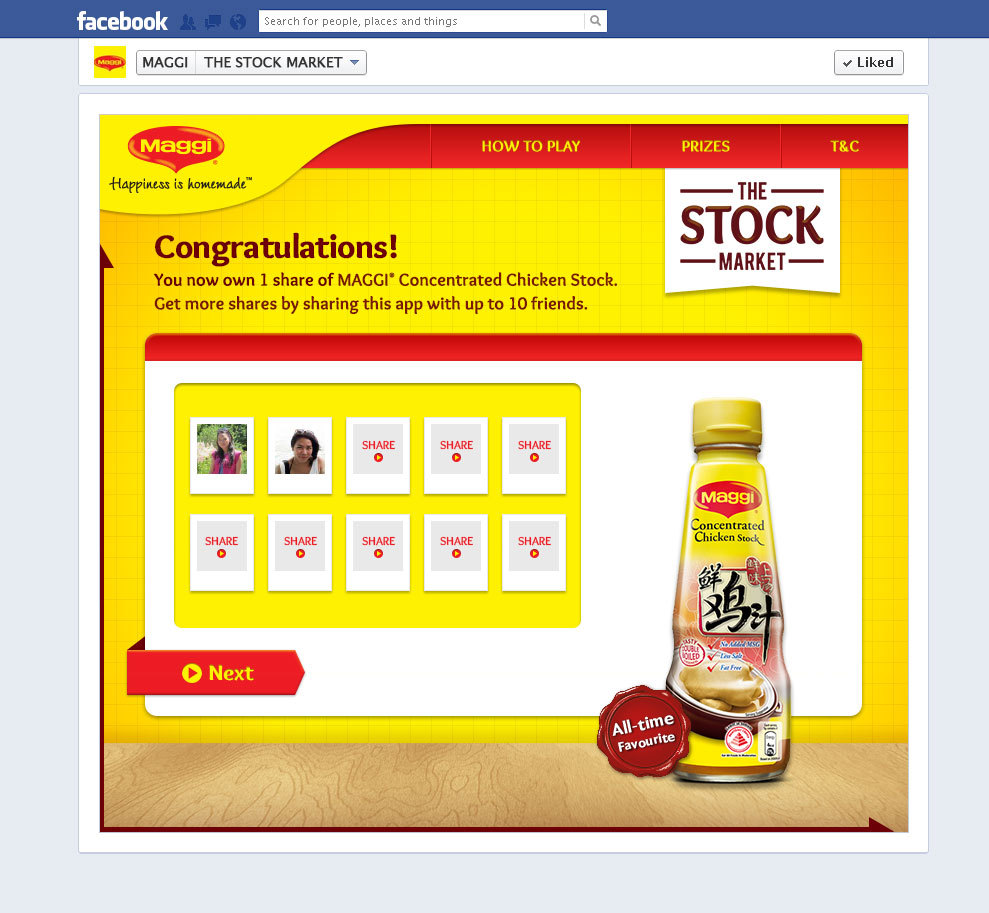 facebook
Search for people, places and things
MAGGI THE STOCK MARKET
Liked
Maggi
Happiness is homemade™
HOW TO PLAY
PRIZES
T&C
THE
STOCK
MARKET
Congratulations!
You now own 1 share of MAGGI® Concentrated Chicken Stock.
Get more shares by sharing this app with up to 10 friends.
SHARE
SHARE
SHARE
SHARE
SHARE
SHARE
SHARE
SHARE
Next
Maggi
Concentrated
Chicken Stock
鲜
鸡汁
TASTY
DOUBLE
BOILED
No Added MSG
Less Salt
Fat Free
All-time
Favourite